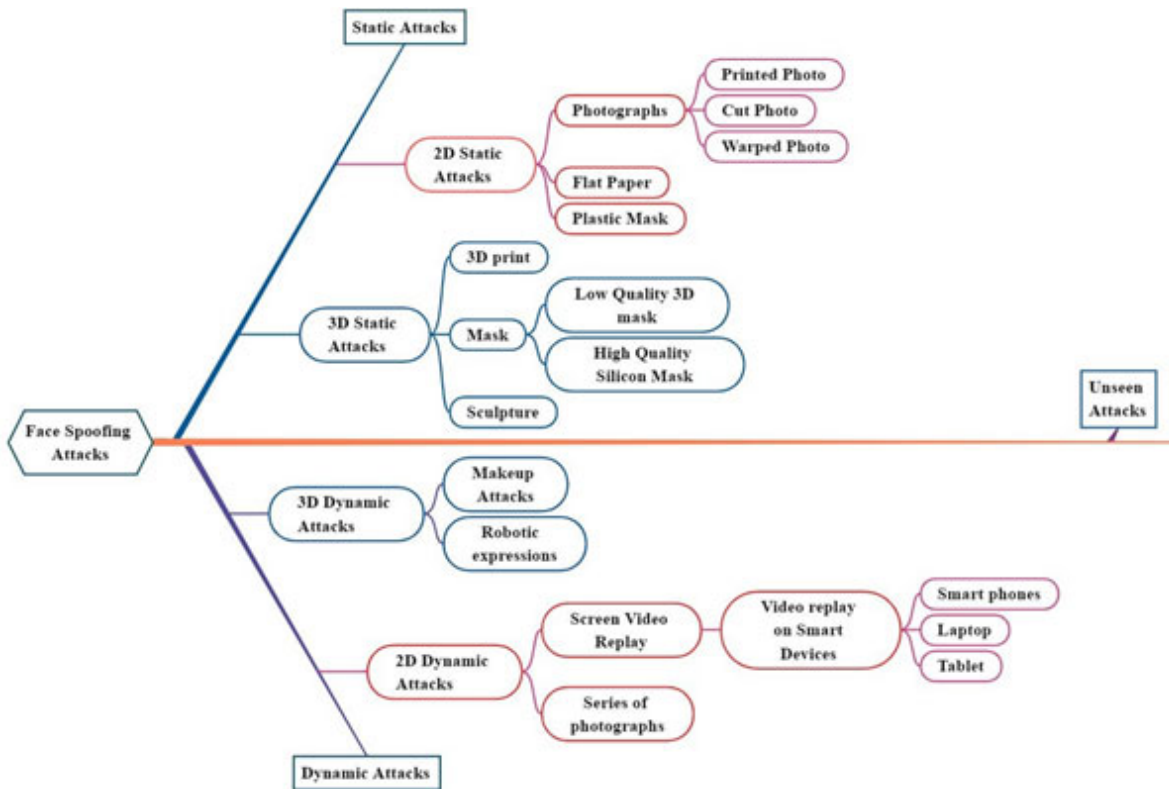 Static Attacks
Printed Photo
Photographs
Cut Photo
Warped Photo
2D Static
Attacks
Flat Paper
Plastic Mask
3D print
Low Quality 3D
mask
3D Static
Attacks
Mask
High Quality
Silicon Mask
Sculpture
Unseen
Attacks
Face Spoofing
Attacks
Makeup
Attacks
3D Dynamic
Attacks
Robotic
expressions
Screen Video
Replay
Video replay
on Smart
Devices
Smart phones
Laptop
Tablet
2D Dynamic
Attacks
Series of
photographs
Dynamic Attacks